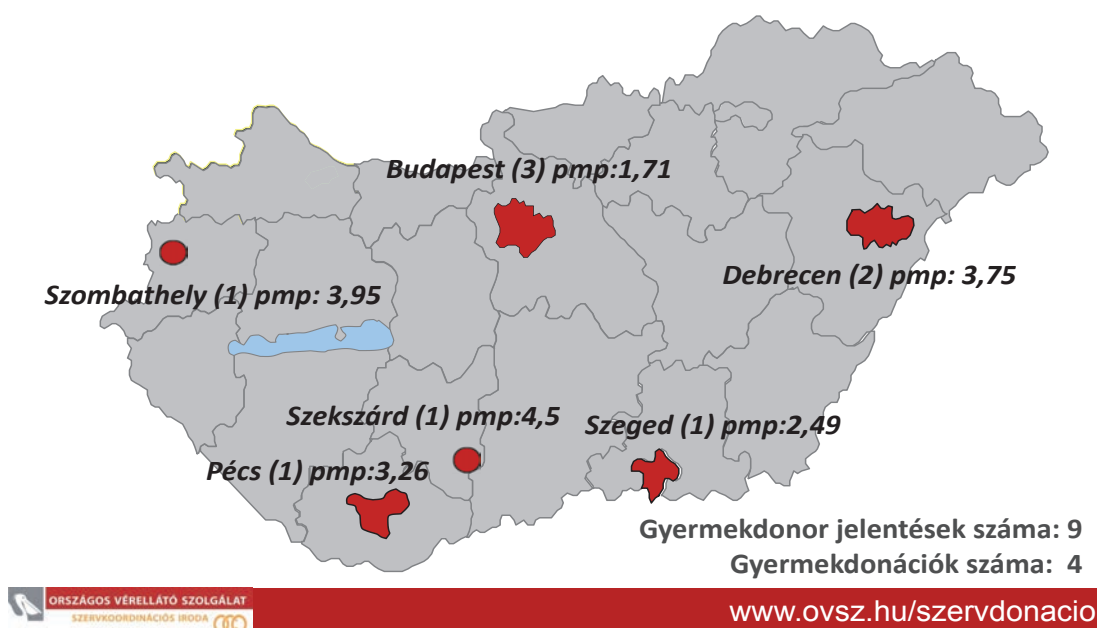 Budapest (3) pmp:1,71
Debrecen (2) pmp: 3,75
Szombathely (1) pmp: 3,95
Szekszárd (1) pmp:4,5
Szeged (1) pmp:2,49
Pécs (1) pmp:3,26
Gyermekdonor jelentések száma: 9
Gyermekdonációk száma: 4
ORSZÁGOS VÉRELLÁTÓ SZOLGÁLAT
SZERVKOORDINÁCIÓS IRODA
www.ovsz.hu/szervdonacio